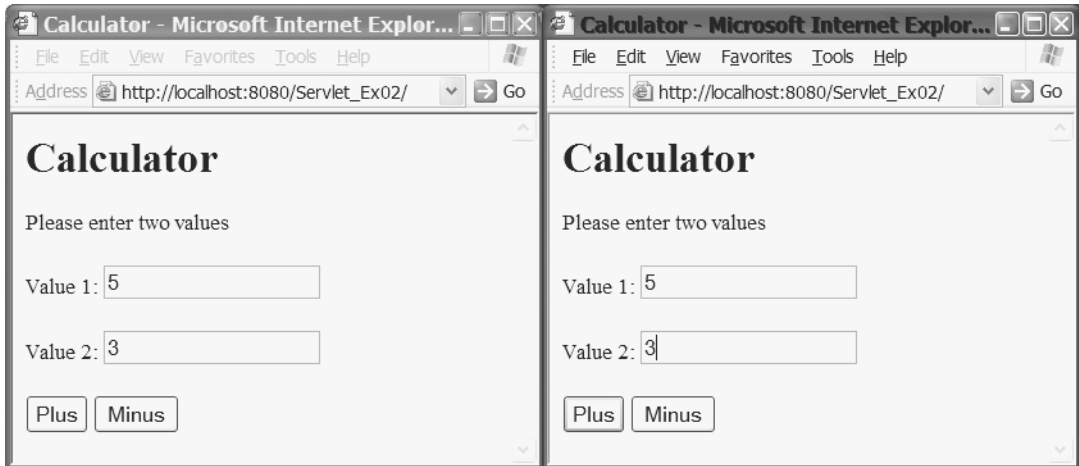 Calculator - Microsoft Internet Explor...
File Edit View Favorites Tools Help
Address http://localhost:8080/Servlet_Ex02/ Go
Calculator
Please enter two values
Value 1: 5
Value 2: 3
Plus Minus
Calculator - Microsoft Internet Explor...
File Edit View Favorites Tools Help
Address http://localhost:8080/Servlet_Ex02/ Go
Calculator
Please enter two values
Value 1: 5
Value 2: 3
Plus Minus